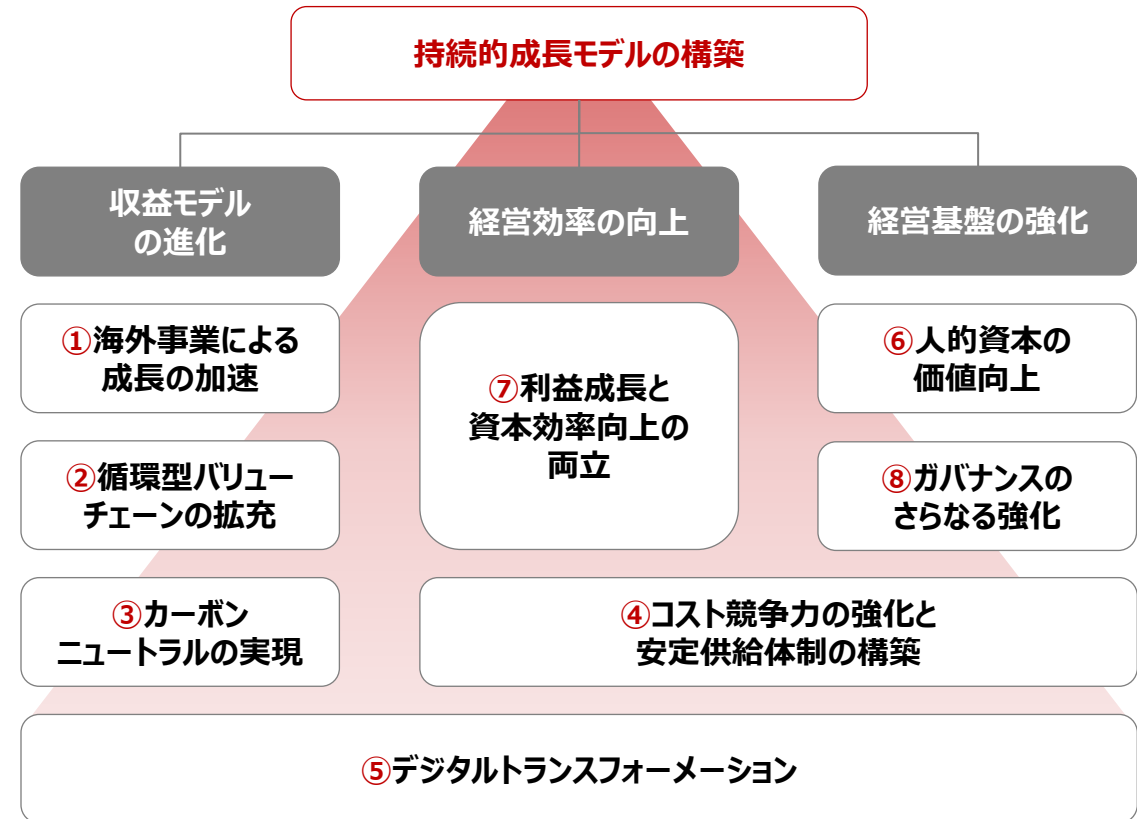 持続的成長モデルの構築
収益モデル
の進化
経営効率の向上
経営基盤の強化
①海外事業による
成長の加速
②循環型バリュー
チェーンの拡充
③カーボン
ニュートラルの実現
⑦利益成長と
資本効率向上の
両立
⑥人的資本の
価値向上
⑧ガバナンスの
さらなる強化
④コスト競争力の強化と
安定供給体制の構築
⑤デジタルトランスフォーメーション